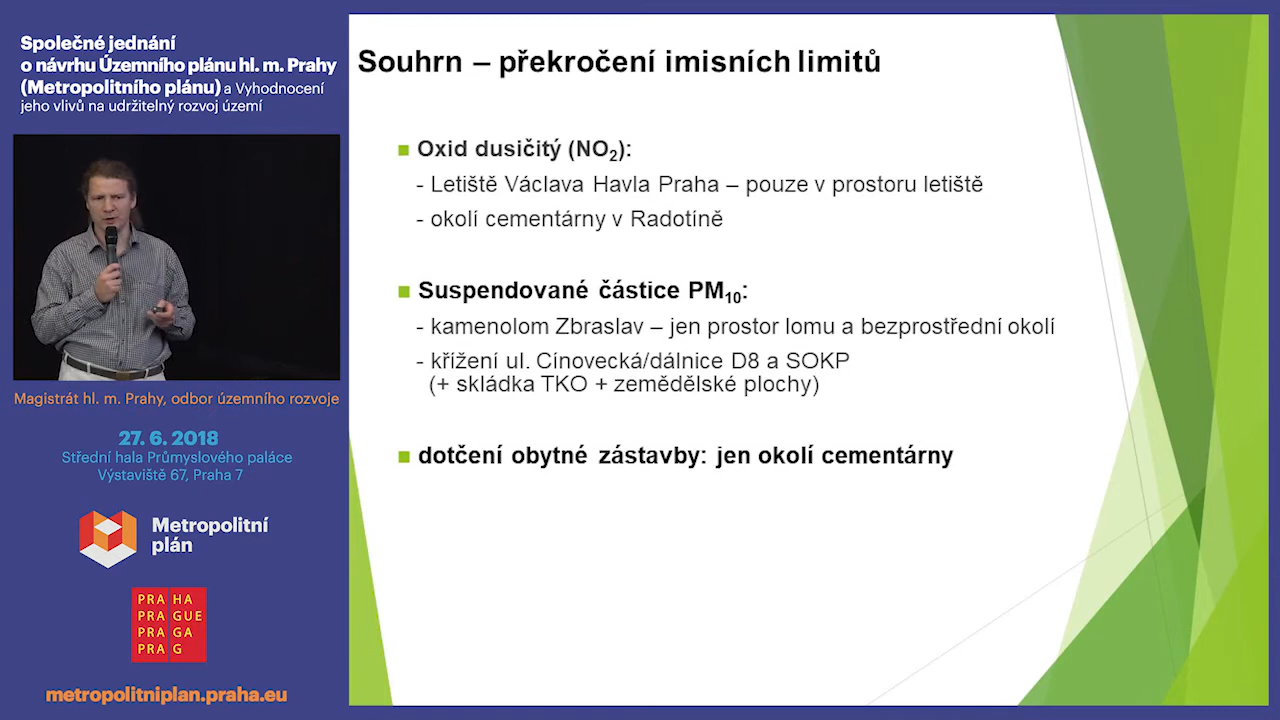 Společné jednání
o návrhu Územního plánu hl. m. Prahy
(Metropolitního plánu) a Vyhodnocení
jeho vlivů na udržitelný rozvoj území
Magistrát hl. m. Prahy, odbor územního rozvoje
27. 6. 2018
Střední hala Průmyslového paláce
Výstaviště 67, Praha 7
Metropolitní
plán
PRA HA
PRA GUE
PRA GA
PRA G
metropolitniplan.praha.eu
Souhrn – překročení imisních limitů
Oxid dusičitý (NO₂):
- Letiště Václava Havla Praha – pouze v prostoru letiště
- okolí cementárny v Radotíně
Suspendované částice PM₁₀:
- kamenolom Zbraslav – jen prostor lomu a bezprostřední okolí
- křížení ul. Cínovecká/dálnice D8 a SOKP
(+ skládka TKO + zemědělské plochy)
dotčení obytné zástavby: jen okolí cementárny